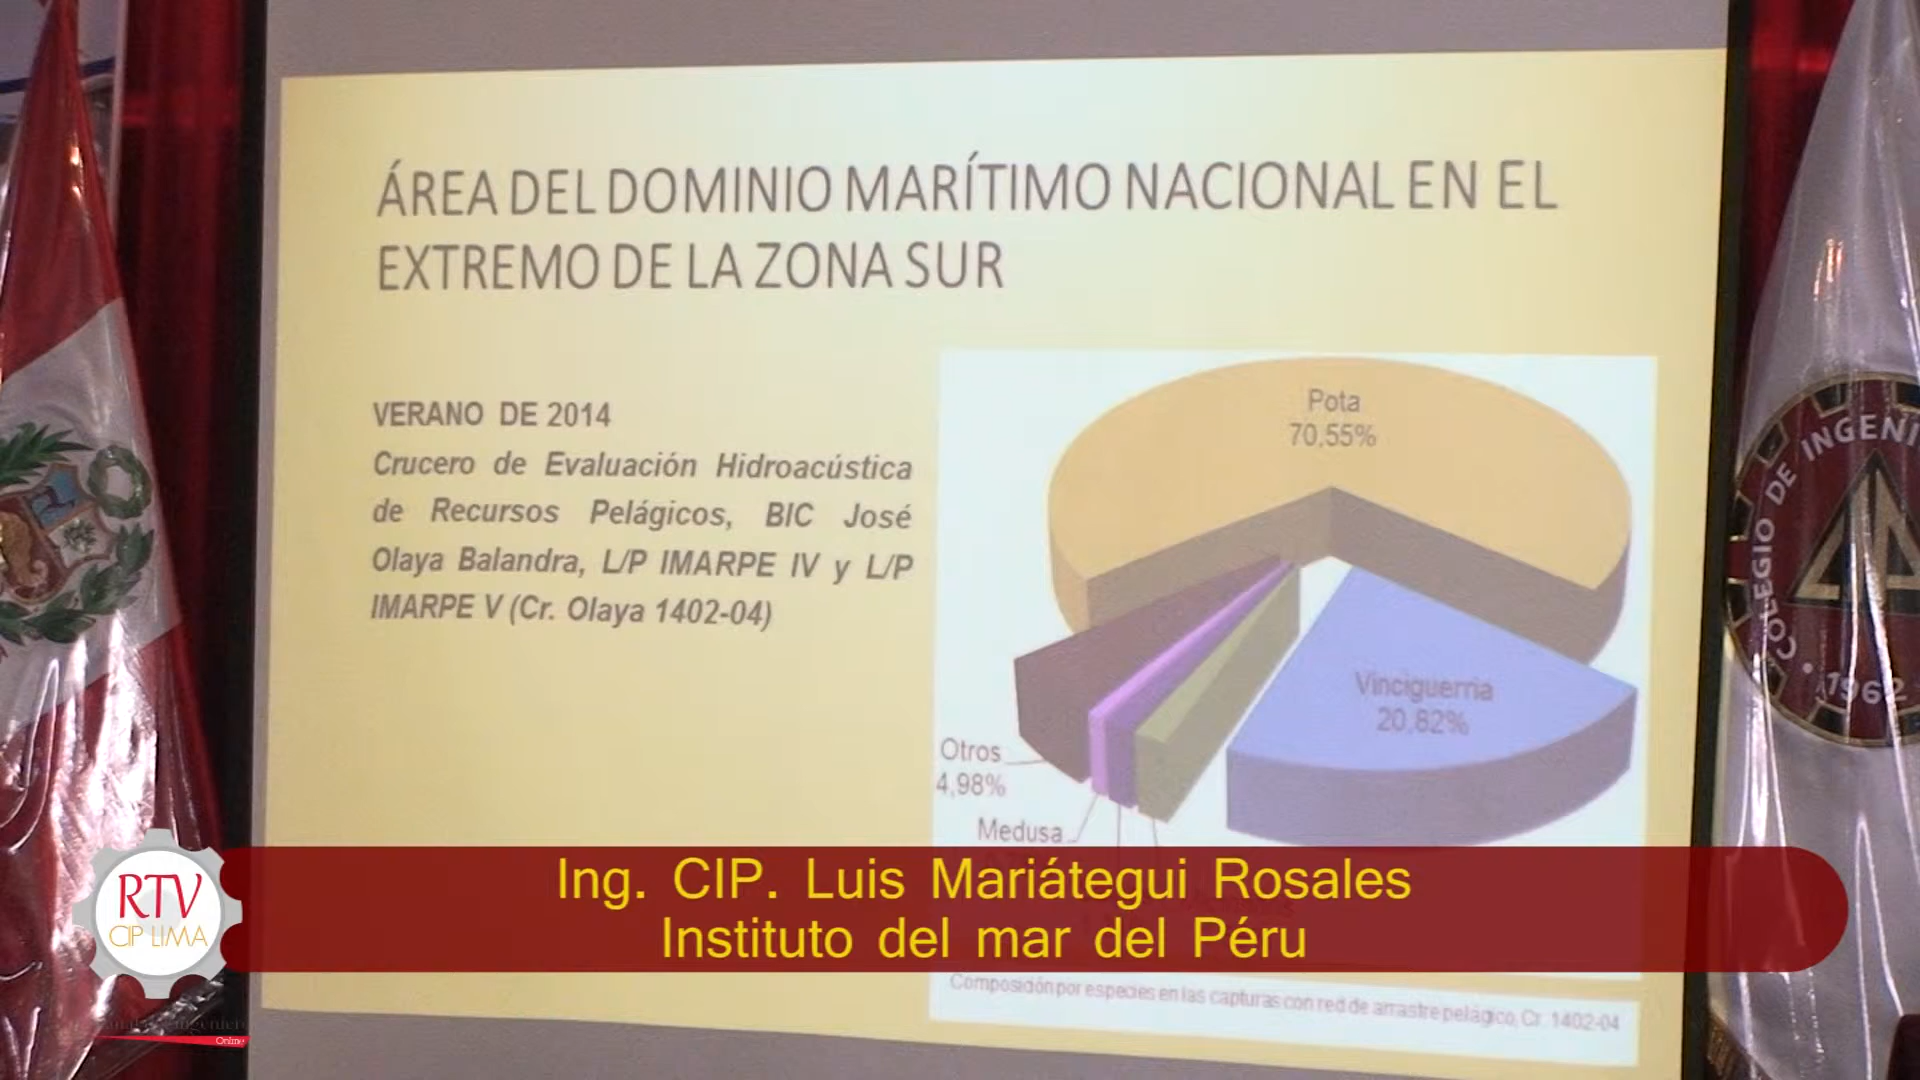 ÁREA DEL DOMINIO MARÍTIMO NACIONAL EN EL
EXTREMO DE LA ZONA SUR
VERANO DE 2014
Crucero de Evaluación Hidroacústica
de Recursos Pelágicos, BIC José
Olaya Balandra, L/P IMARPE IV y L/P
IMARPE V (Cr. Olaya 1402-04)
Pota
70,55%
Vinciguerria
20,82%
Otros
4,98%
Medusa
Composición por especies en las capturas con red de arrastre pelágico, Cr. 1402-04
COLEGIO DE INGENI
1962
RTV
CIP LIMA
Online
Ing. CIP. Luis Mariátegui Rosales
Instituto del mar del Péru